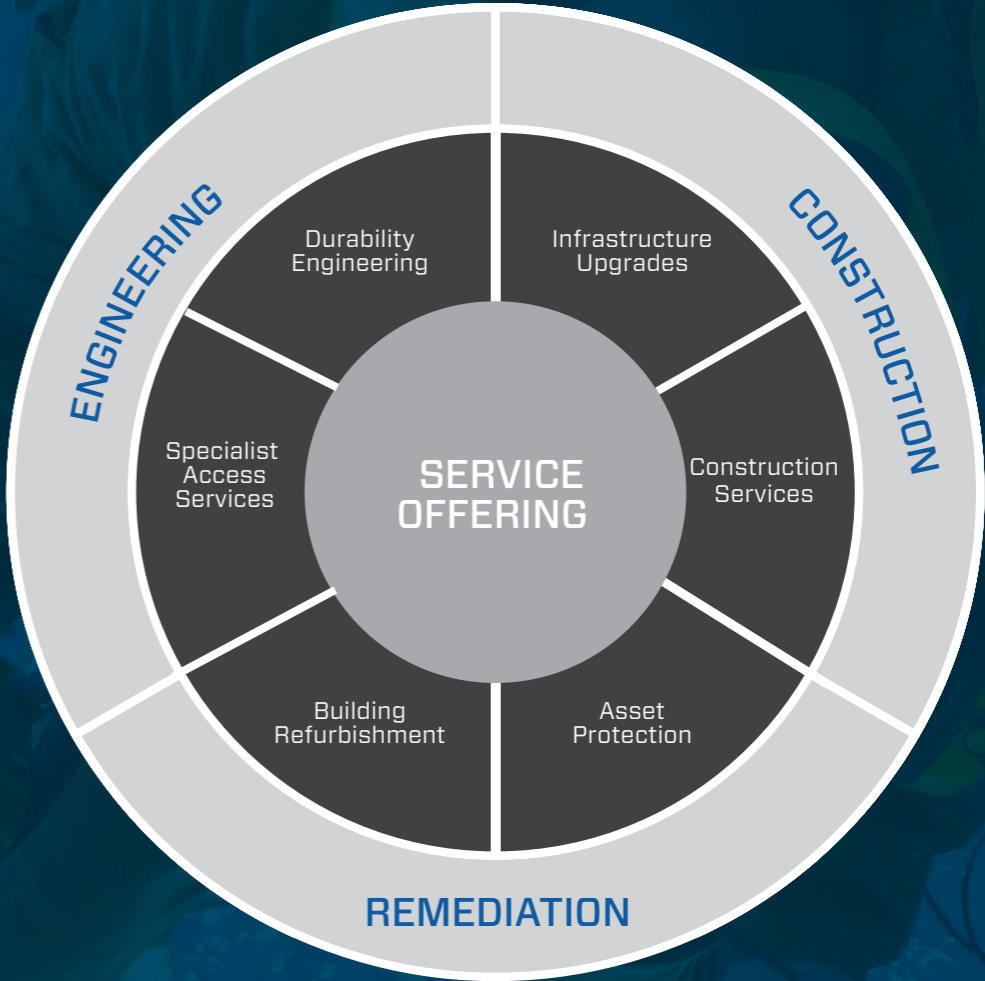 ENGINEERING
CONSTRUCTION
Durability
Engineering
Infrastructure
Upgrades
Specialist
Access
Services
SERVICE
OFFERING
Construction
Services
Building
Refurbishment
Asset
Protection
REMEDIATION